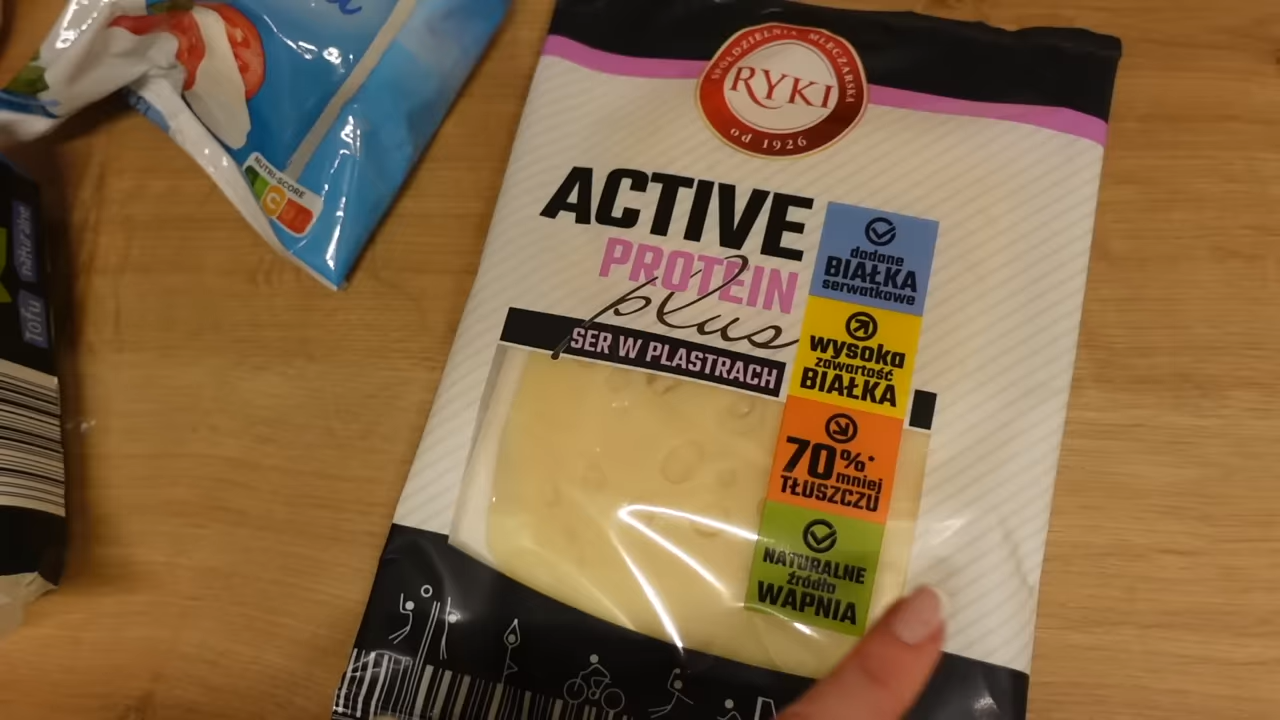 SPÓŁDZIELNIA MLECZARSKA
RYKI
od 1926
ACTIVE
PROTEIN
plus
SER W PLASTRACH
dodane
BIAŁKA
serwatkowe
wysoka
zawartość
BIAŁKA
70%*
mniej
TŁUSZCZU
NATURALNE
źródło
WAPNIA
NUTRI-SCORE
C
Tofu
naturalne